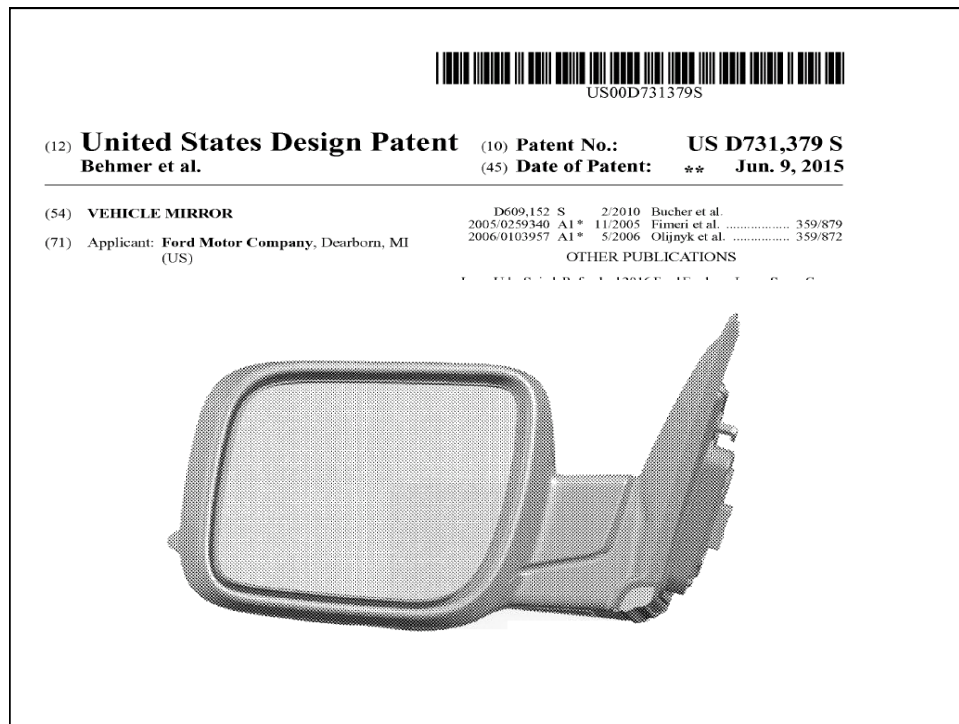 US00D731379S
(12) United States Design Patent
Behmer et al.
(10) Patent No.: US D731,379 S
(45) Date of Patent: ** Jun. 9, 2015
(54) VEHICLE MIRROR
(71) Applicant: Ford Motor Company, Dearborn, MI
(US)
D609,152 S 2/2010 Bucher et al.
2005/0259340 A1* 11/2005 Fimeri et al. ................. 359/879
2006/0103957 A1* 5/2006 Olijnyk et al. .............. 359/872
OTHER PUBLICATIONS